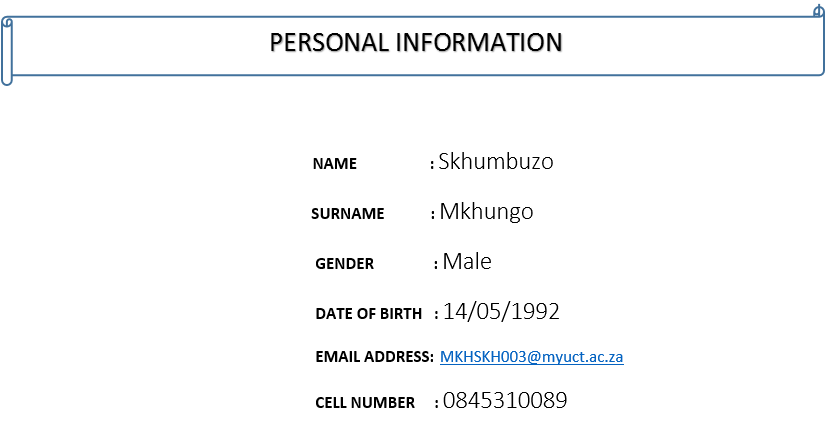 PERSONAL INFORMATION
NAME : Skhumbuzo
SURNAME : Mkhungo
GENDER : Male
DATE OF BIRTH : 14/05/1992
EMAIL ADDRESS: MKHSKH003@myuct.ac.za
CELL NUMBER : 0845310089